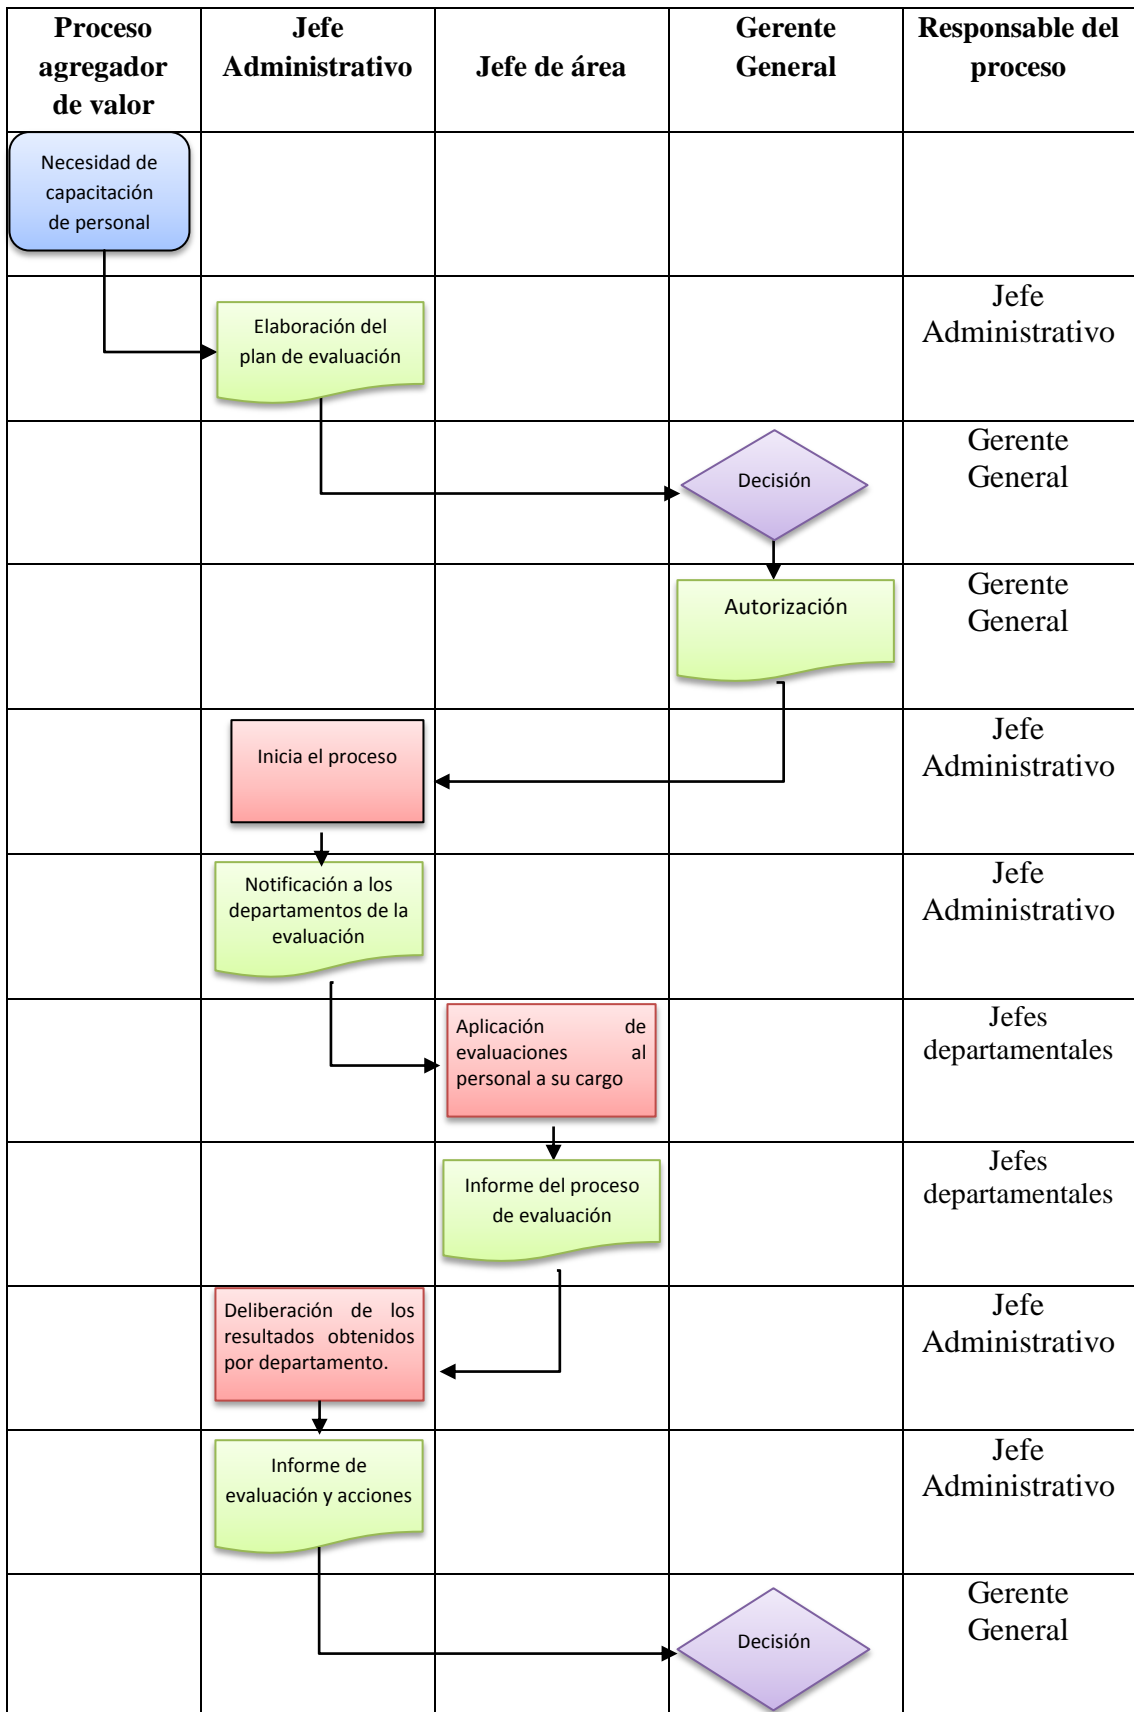 Proceso
agregador
de valor
Jefe
Administrativo
Jefe de área
Gerente
General
Responsable del
proceso
Necesidad de
capacitación
de personal
Elaboración del
plan de evaluación
Jefe
Administrativo
Decisión
Gerente
General
Autorización
Gerente
General
Inicia el proceso
Jefe
Administrativo
Notificación a los
departamentos de la
evaluación
Jefe
Administrativo
Aplicación de
evaluaciones al
personal a su cargo
Jefes
departamentales
Informe del proceso
de evaluación
Jefes
departamentales
Deliberación de los
resultados obtenidos
por departamento.
Jefe
Administrativo
Informe de
evaluación y acciones
Jefe
Administrativo
Decisión
Gerente
General